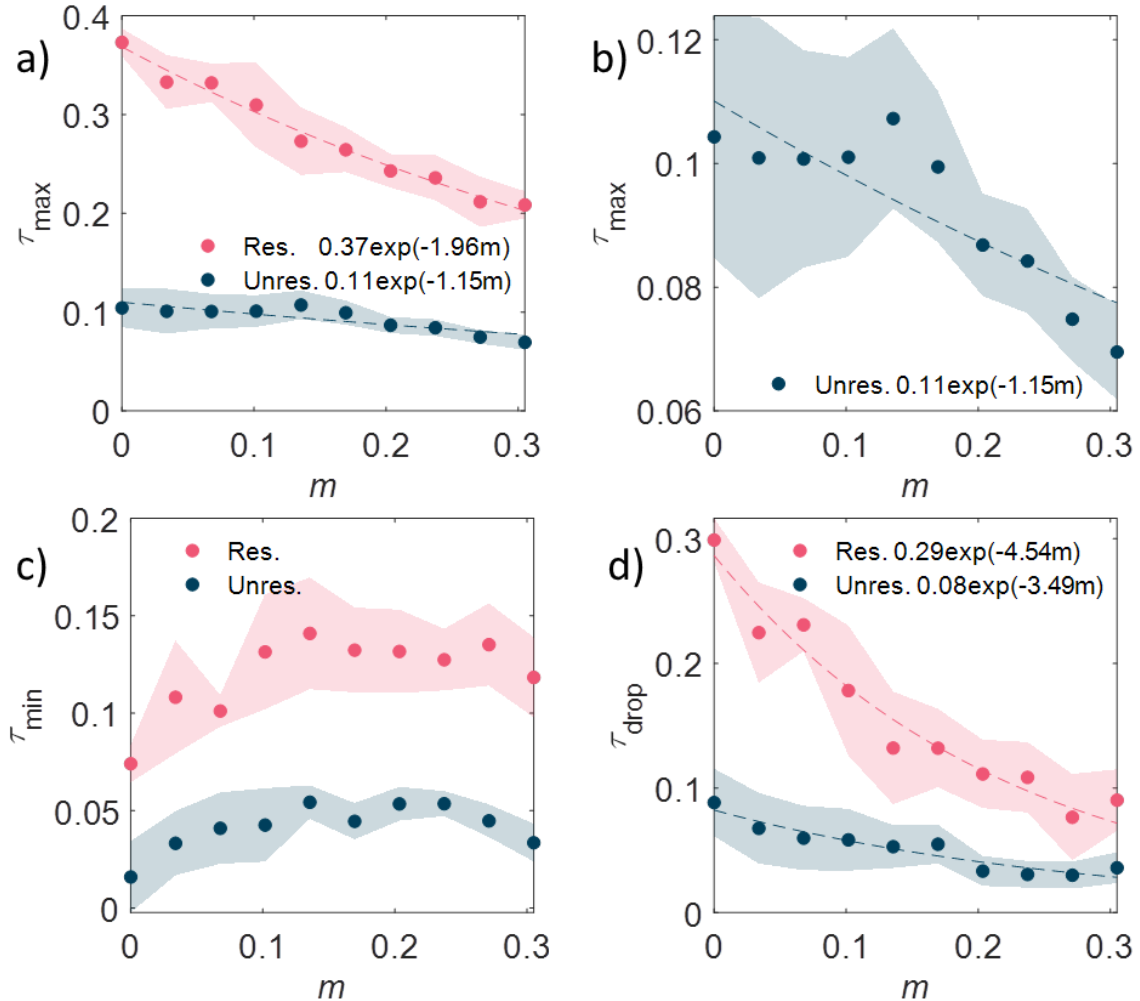 a)
0.4
0.3
0.2
0.1
0
τmax
Res. 0.37exp(-1.96m)
Unres. 0.11exp(-1.15m)
0 0.1 0.2 0.3
m
b)
0.12
0.1
0.08
0.06
τmax
Unres. 0.11exp(-1.15m)
0 0.1 0.2 0.3
m
c)
0.2
0.15
0.1
0.05
0
τmin
Res.
Unres.
0 0.1 0.2 0.3
m
d)
0.3
0.2
0.1
0
τdrop
Res. 0.29exp(-4.54m)
Unres. 0.08exp(-3.49m)
0 0.1 0.2 0.3
m